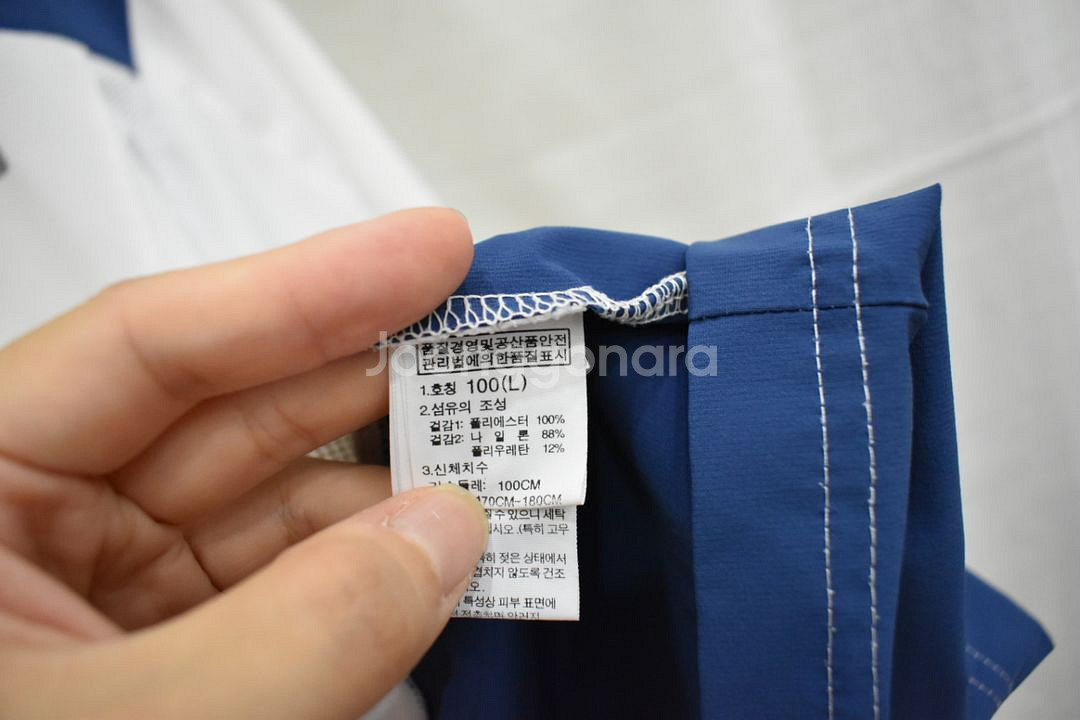 품질경영및공산품안전
관리법에의한품질표시
1.호칭 100(L)
2.섬유의 조성
겉감1: 폴리에스터 100%
겉감2: 나 일 론 88%
폴리우레탄 12%
3.신체치수
100CM
170CM~180CM
수 있으니 세탁
시오.(특히 고무
젖은 상태에서
겹치지 않도록 건조
오.
특성상 피부 표면에
Joonggonara